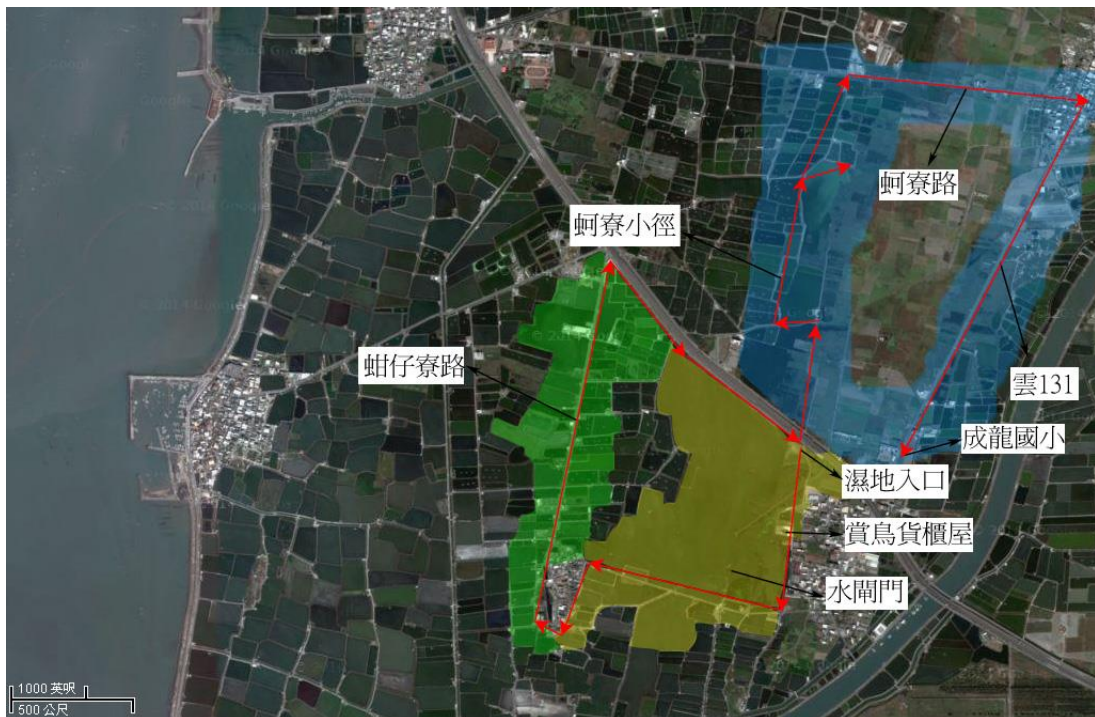 蚵寮路
蚵寮小徑
蚶仔寮路
雲131
成龍國小
濕地入口
賞鳥貨櫃屋
水閘門
1000 英呎
500 公尺